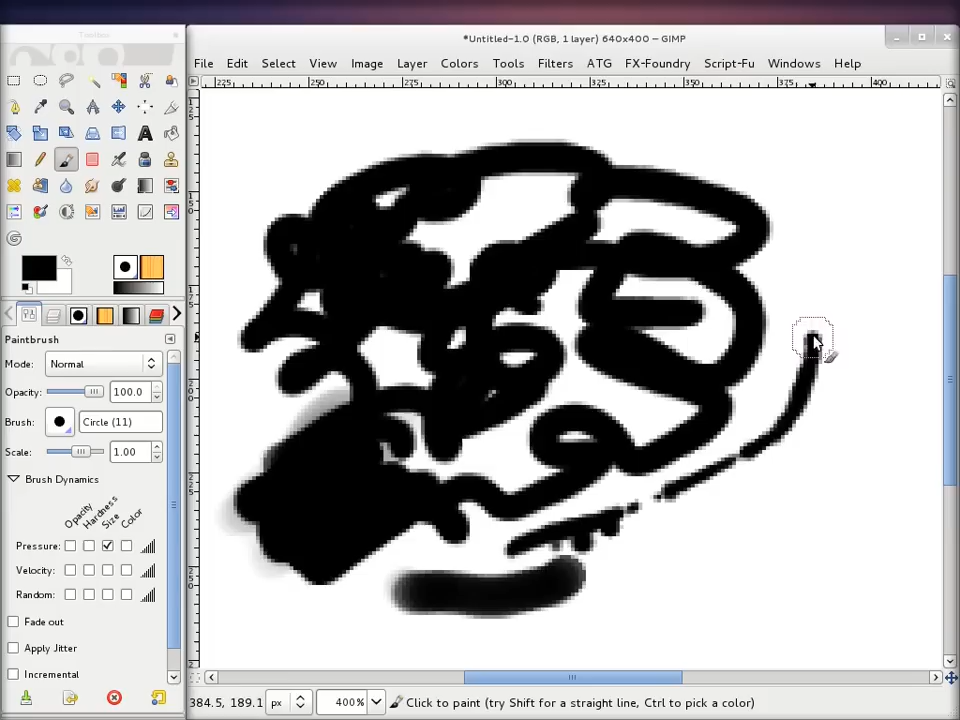 Toolbox
*Untitled-1.0 (RGB, 1 layer) 640x400 – GIMP
File Edit Select View Image Layer Colors Tools Filters ATG FX-Foundry Script-Fu Windows Help
225 275 300 325 350 375 400
Paintbrush
Mode: Normal
Opacity: 100.0
Brush: Circle (11)
Scale: 1.00
Brush Dynamics
Opacity Hardness Size Color
Pressure:
Velocity:
Random:
Fade out
Apply Jitter
Incremental
384.5, 189.1 px 400% Click to paint (try Shift for a straight line, Ctrl to pick a color)